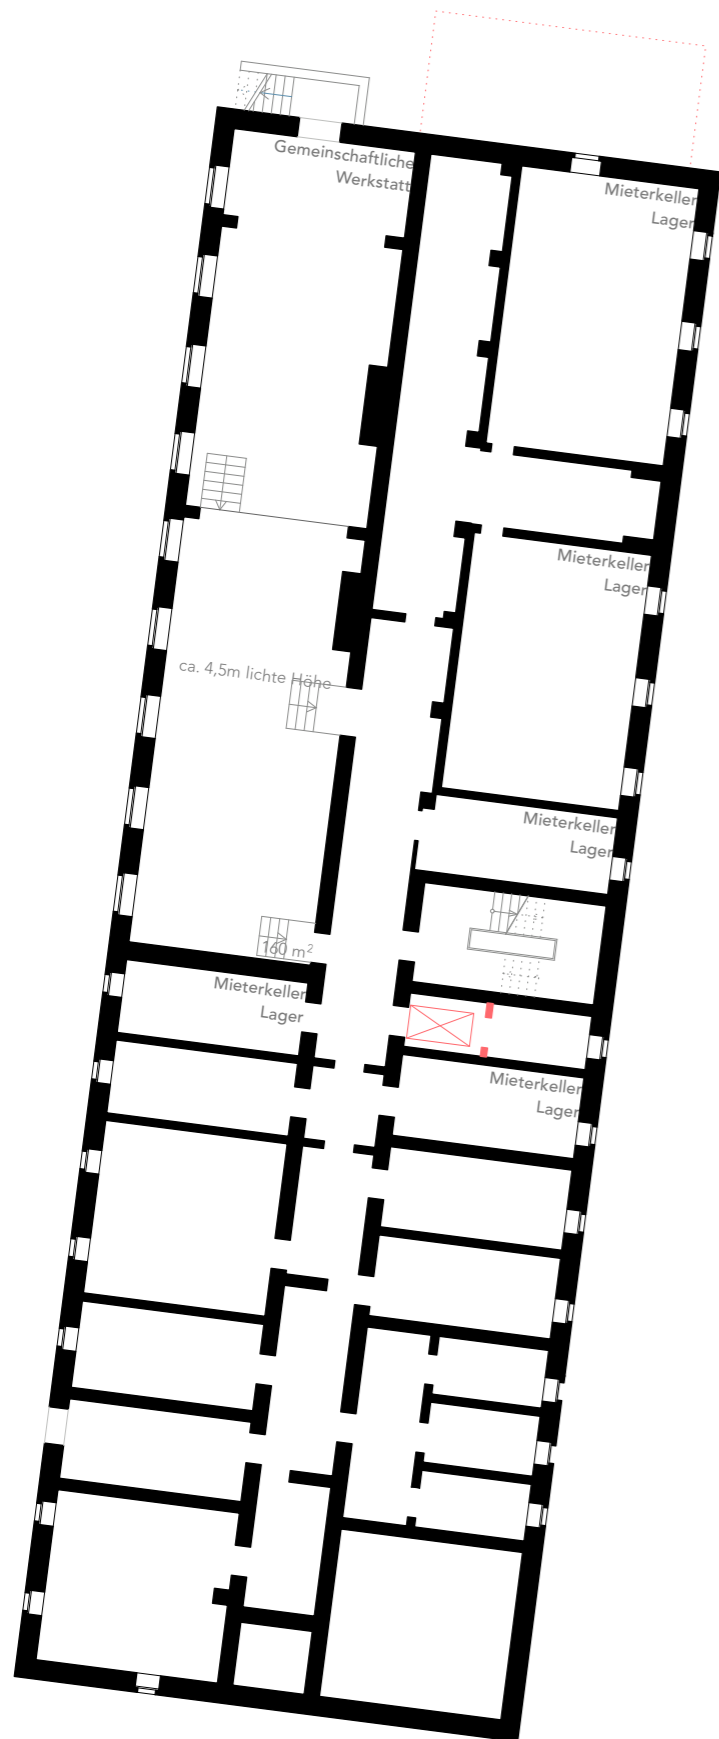 Gemeinschaftliche
Werkstatt
Mieterkeller
Lager
Mieterkeller
Lager
ca. 4,5m lichte Höhe
Mieterkeller
Lager
160 m²
Mieterkeller
Lager
Mieterkeller
Lager